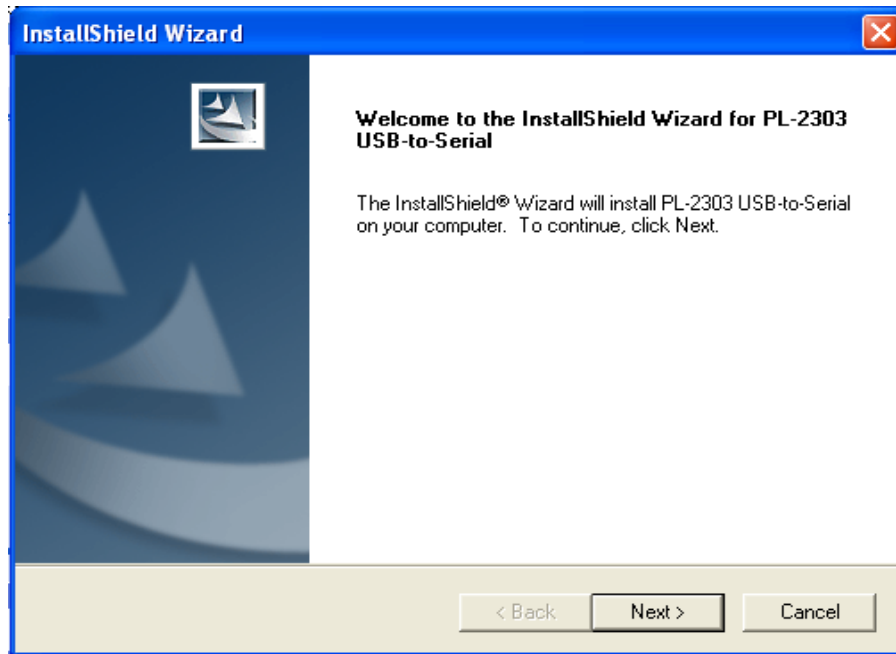 InstallShield Wizard
Welcome to the InstallShield Wizard for PL-2303
USB-to-Serial
The InstallShield® Wizard will install PL-2303 USB-to-Serial
on your computer.  To continue, click Next.
< Back
Next >
Cancel